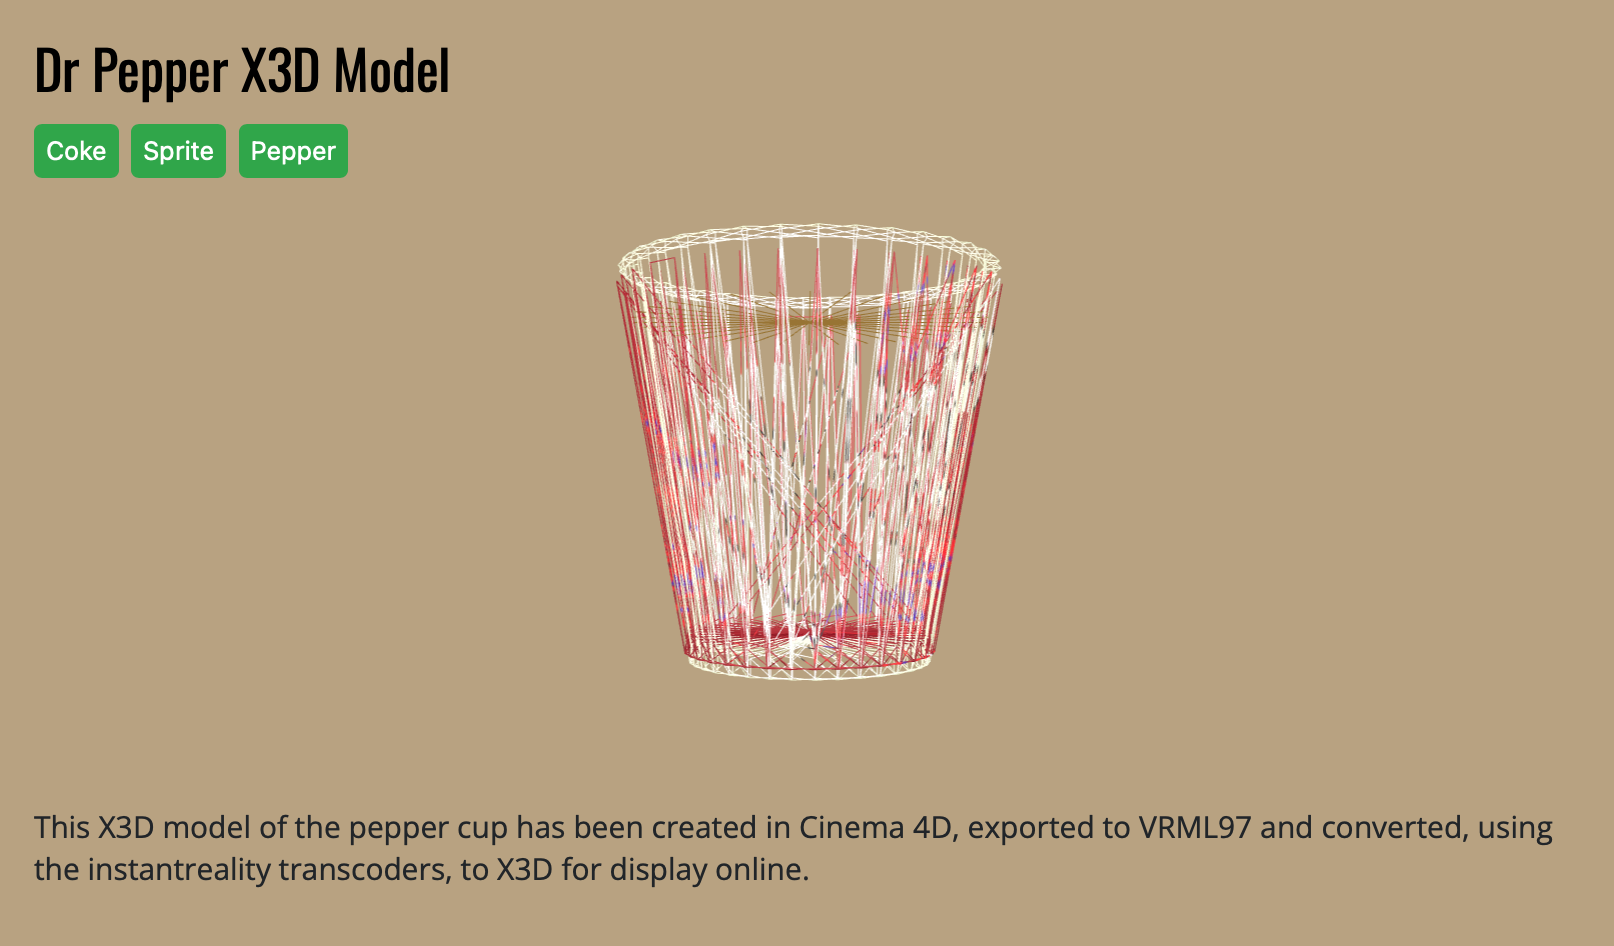 Dr Pepper X3D Model
Coke Sprite Pepper
This X3D model of the pepper cup has been created in Cinema 4D, exported to VRML97 and converted, using
the instantreality transcoders, to X3D for display online.